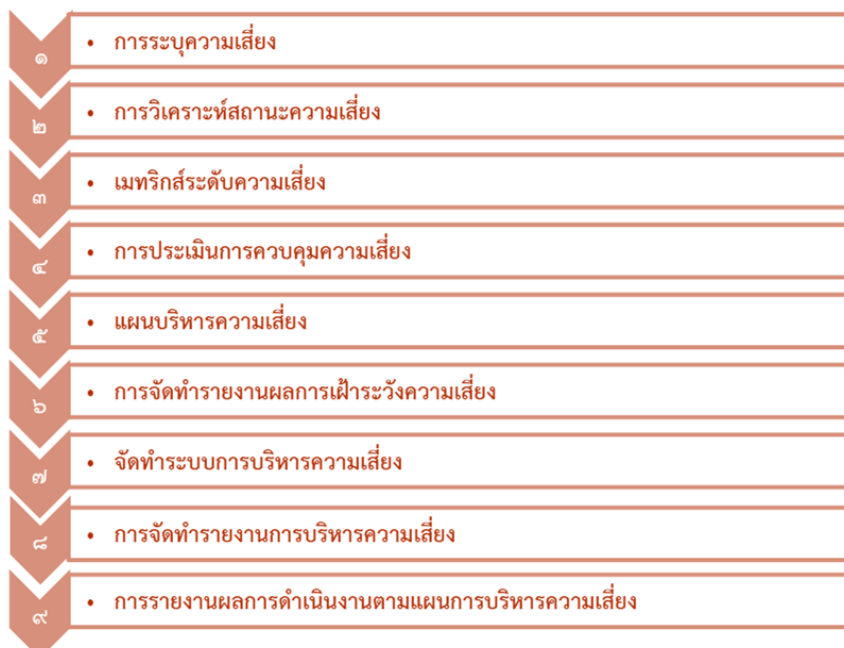 ๑ • การระบุความเสี่ยง
๒ • การวิเคราะห์สถานะความเสี่ยง
๓ • เมทริกส์ระดับความเสี่ยง
๔ • การประเมินการควบคุมความเสี่ยง
๕ • แผนบริหารความเสี่ยง
๖ • การจัดทำรายงานผลการเฝ้าระวังความเสี่ยง
๗ • จัดทำระบบการบริหารความเสี่ยง
๘ • การจัดทำรายงานการบริหารความเสี่ยง
๙ • การรายงานผลการดำเนินงานตามแผนการบริหารความเสี่ยง